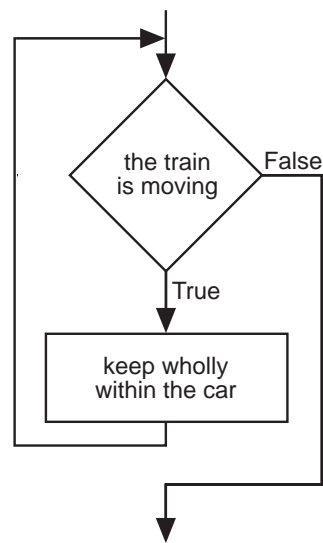 the train
is moving
False
True
keep wholly
within the car